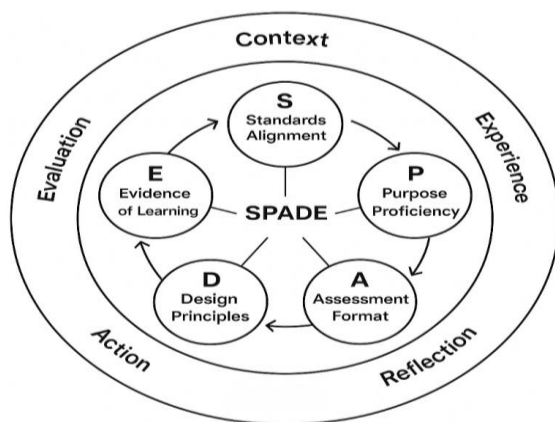 Context
Experience
Reflection
Action
Evaluation
S
Standards
Alignment
P
Purpose
Proficiency
A
Assessment
Format
D
Design
Principles
E
Evidence
of Learning
SPADE